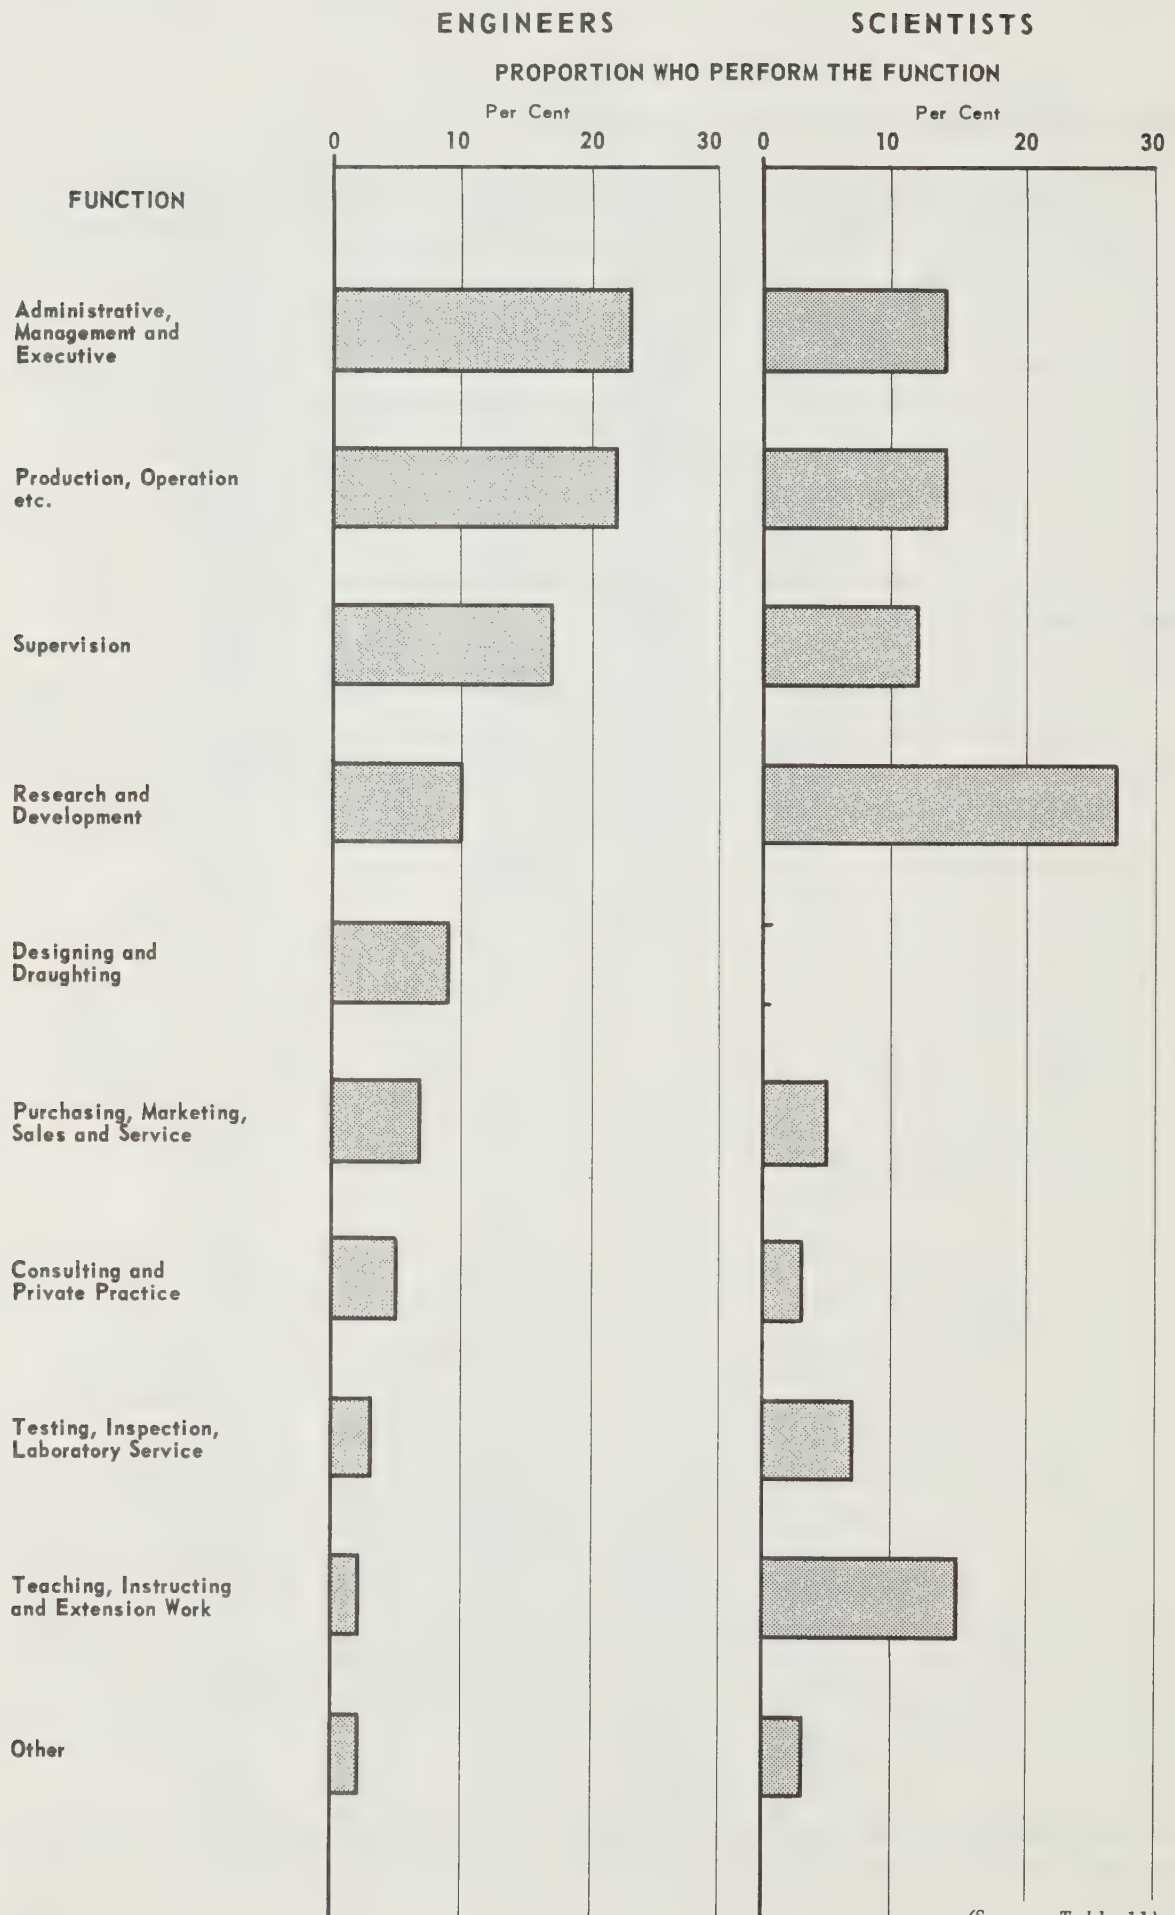 ENGINEERS SCIENTISTS
PROPORTION WHO PERFORM THE FUNCTION
Per Cent Per Cent
0 10 20 30 0 10 20 30
FUNCTION
Administrative,
Management and
Executive
Production, Operation
etc.
Supervision
Research and
Development
Designing and
Draughting
Purchasing, Marketing,
Sales and Service
Consulting and
Private Practice
Testing, Inspection,
Laboratory Service
Teaching, Instructing
and Extension Work
Other